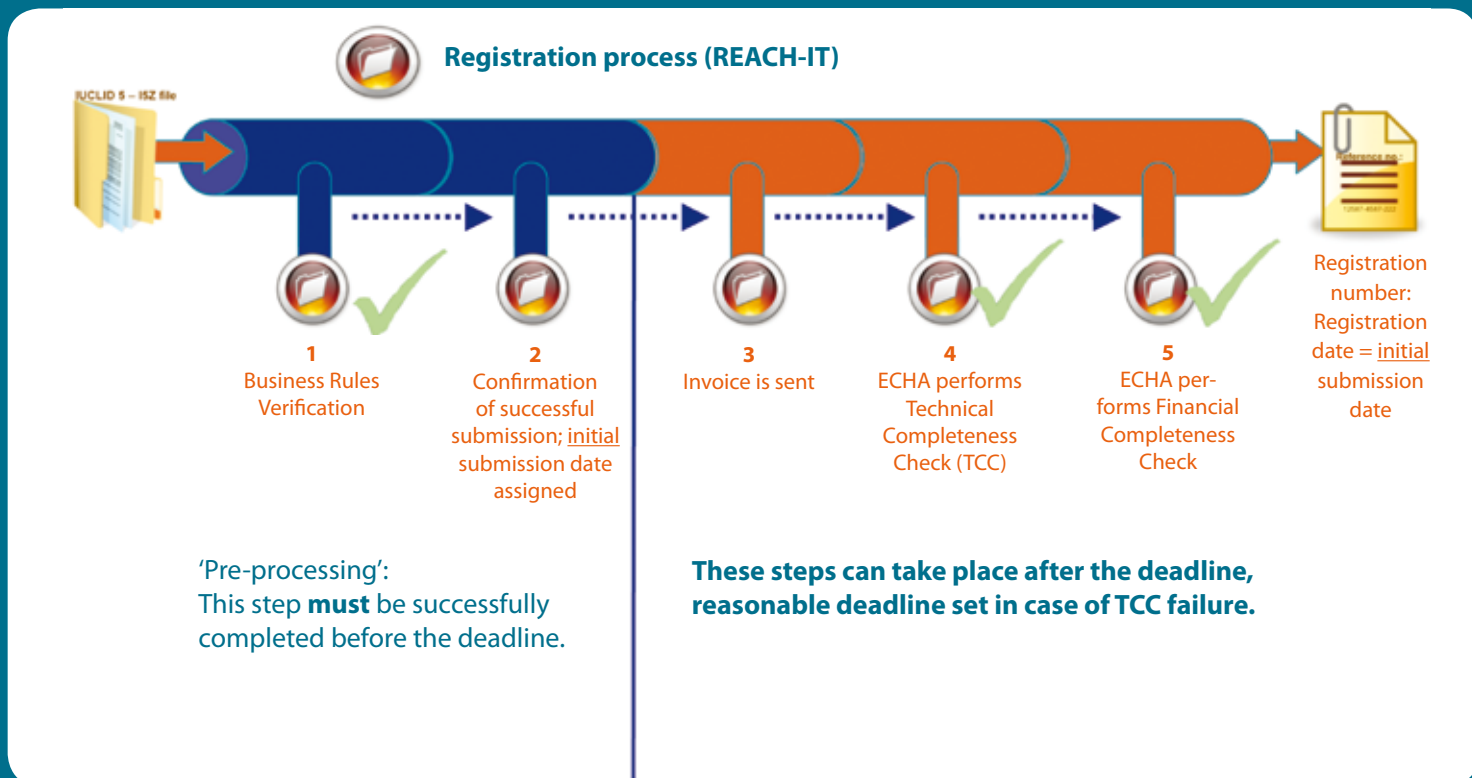 Registration process (REACH-IT)
IUCLID 5 – I5Z file
Reference no.:
1
Business Rules
Verification
2
Confirmation
of successful
submission; initial
submission date
assigned
3
Invoice is sent
4
ECHA performs
Technical
Completeness
Check (TCC)
5
ECHA per-
forms Financial
Completeness
Check
Registration
number:
Registration
date = initial
submission
date
‘Pre-processing’:
This step must be successfully
completed before the deadline.
These steps can take place after the deadline,
reasonable deadline set in case of TCC failure.